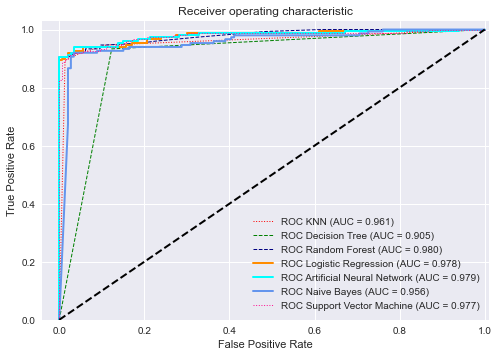 Receiver operating characteristic
1.0
0.8
0.6
0.4
0.2
0.0
True Positive Rate
ROC KNN (AUC = 0.961)
ROC Decision Tree (AUC = 0.905)
ROC Random Forest (AUC = 0.980)
ROC Logistic Regression (AUC = 0.978)
ROC Artificial Neural Network (AUC = 0.979)
ROC Naive Bayes (AUC = 0.956)
ROC Support Vector Machine (AUC = 0.977)
0.0 0.2 0.4 0.6 0.8 1.0
False Positive Rate